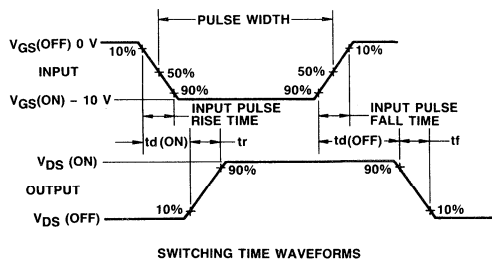 PULSE WIDTH
VGS(OFF) 0 V
10%
10%
INPUT
50%
50%
90%
90%
VGS(ON) – 10 V
INPUT PULSE
RISE TIME
INPUT PULSE
FALL TIME
td (ON)
tr
td(OFF)
tf
VDS (ON)
90%
90%
OUTPUT
10%
10%
VDS (OFF)
SWITCHING TIME WAVEFORMS